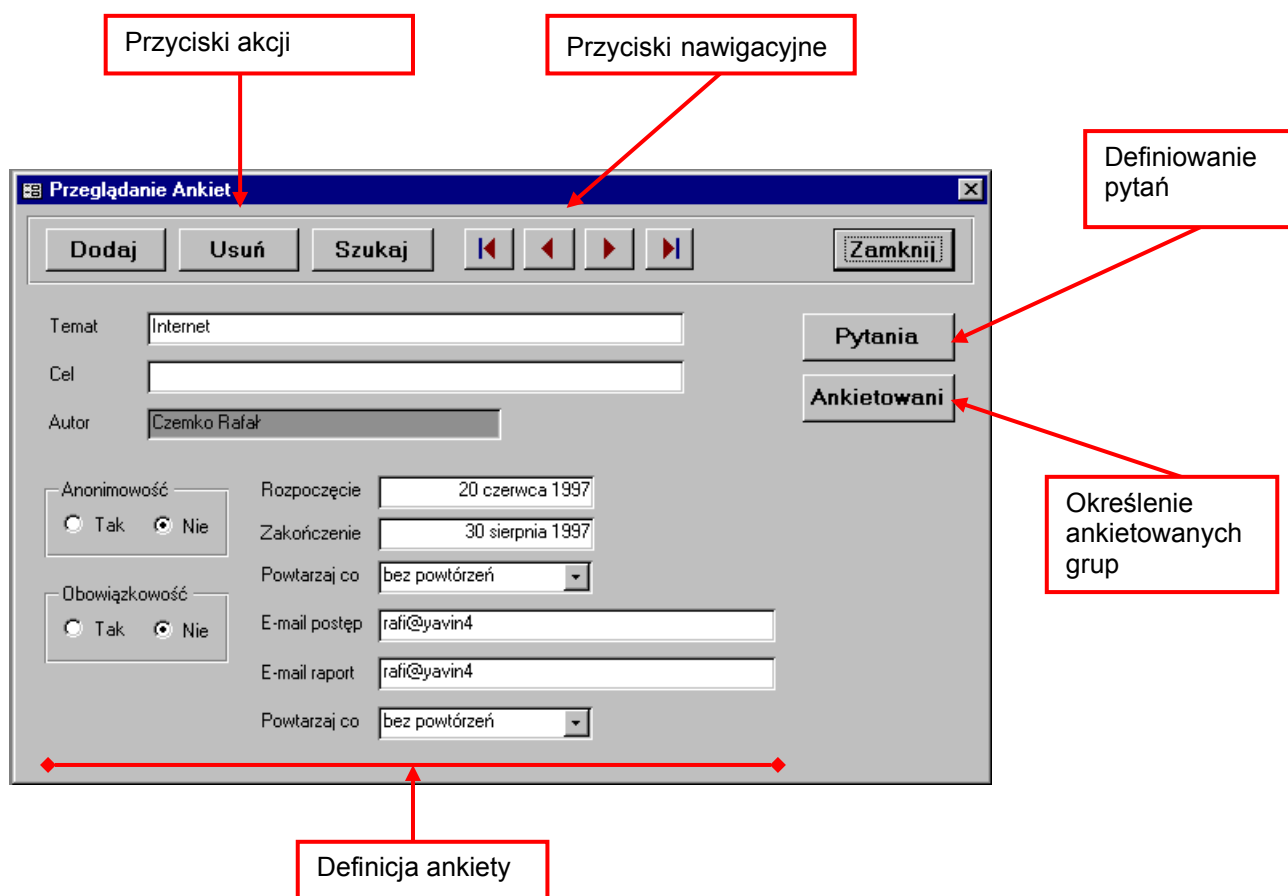 Przyciski akcji
Przyciski nawigacyjne
Definiowanie
pytań
Przeglądanie Ankiet
Dodaj
Usuń
Szukaj
Zamknij
Temat
Internet
Pytania
Cel
Ankietowani
Autor
Czemko Rafał
Anonimowość
Tak
Nie
Rozpoczęcie
20 czerwca 1997
Zakończenie
30 sierpnia 1997
Powtarzaj co
bez powtórzeń
Obowiązkowość
Tak
Nie
E-mail postęp
rafi@yavin4
E-mail raport
rafi@yavin4
Powtarzaj co
bez powtórzeń
Określenie
ankietowanych
grup
Definicja ankiety